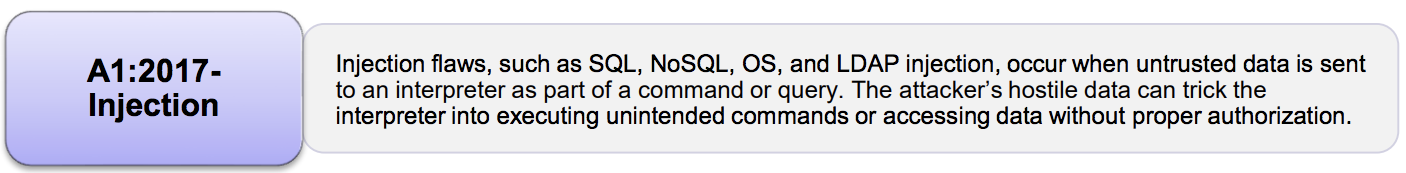 A1:2017-
Injection
Injection flaws, such as SQL, NoSQL, OS, and LDAP injection, occur when untrusted data is sent
to an interpreter as part of a command or query. The attacker’s hostile data can trick the
interpreter into executing unintended commands or accessing data without proper authorization.